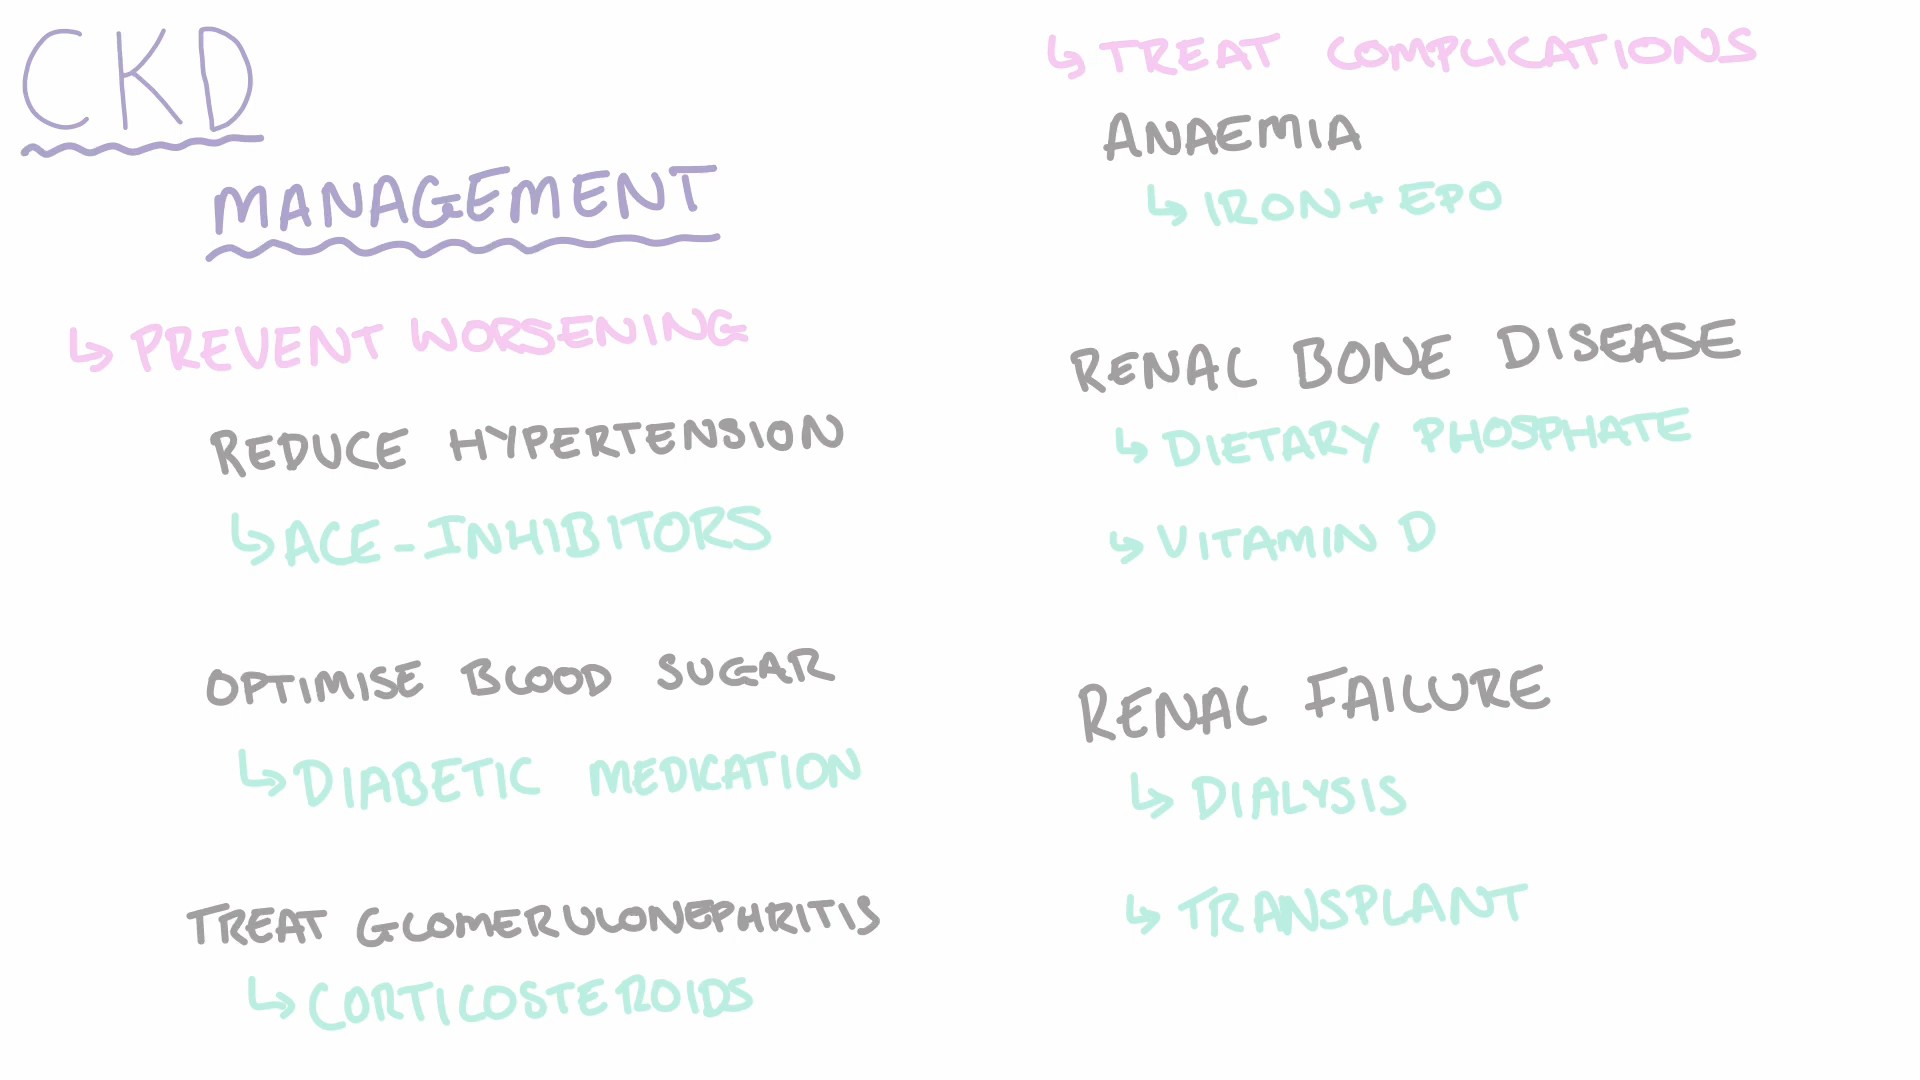 CKD
MANAGEMENT
↳ PREVENT WORSENING
REDUCE HYPERTENSION
↳ ACE-INHIBITORS
OPTIMISE BLOOD SUGAR
↳ DIABETIC MEDICATION
TREAT GLOMERULONEPHRITIS
↳ CORTICOSTEROIDS
↳ TREAT COMPLICATIONS
ANAEMIA
↳ IRON + EPO
RENAL BONE DISEASE
↳ DIETARY PHOSPHATE
↳ VITAMIN D
RENAL FAILURE
↳ DIALYSIS
↳ TRANSPLANT